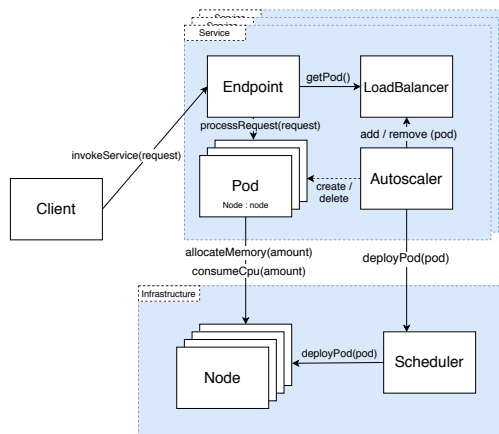 Service
Service
Service
Endpoint
getPod()
LoadBalancer
processRequest(request)
add / remove (pod)
invokeService(request)
Pod
Node : node
create /
delete
Autoscaler
Client
allocateMemory(amount)
consumeCpu(amount)
deployPod(pod)
Infrastructure
Node
deployPod(pod)
Scheduler